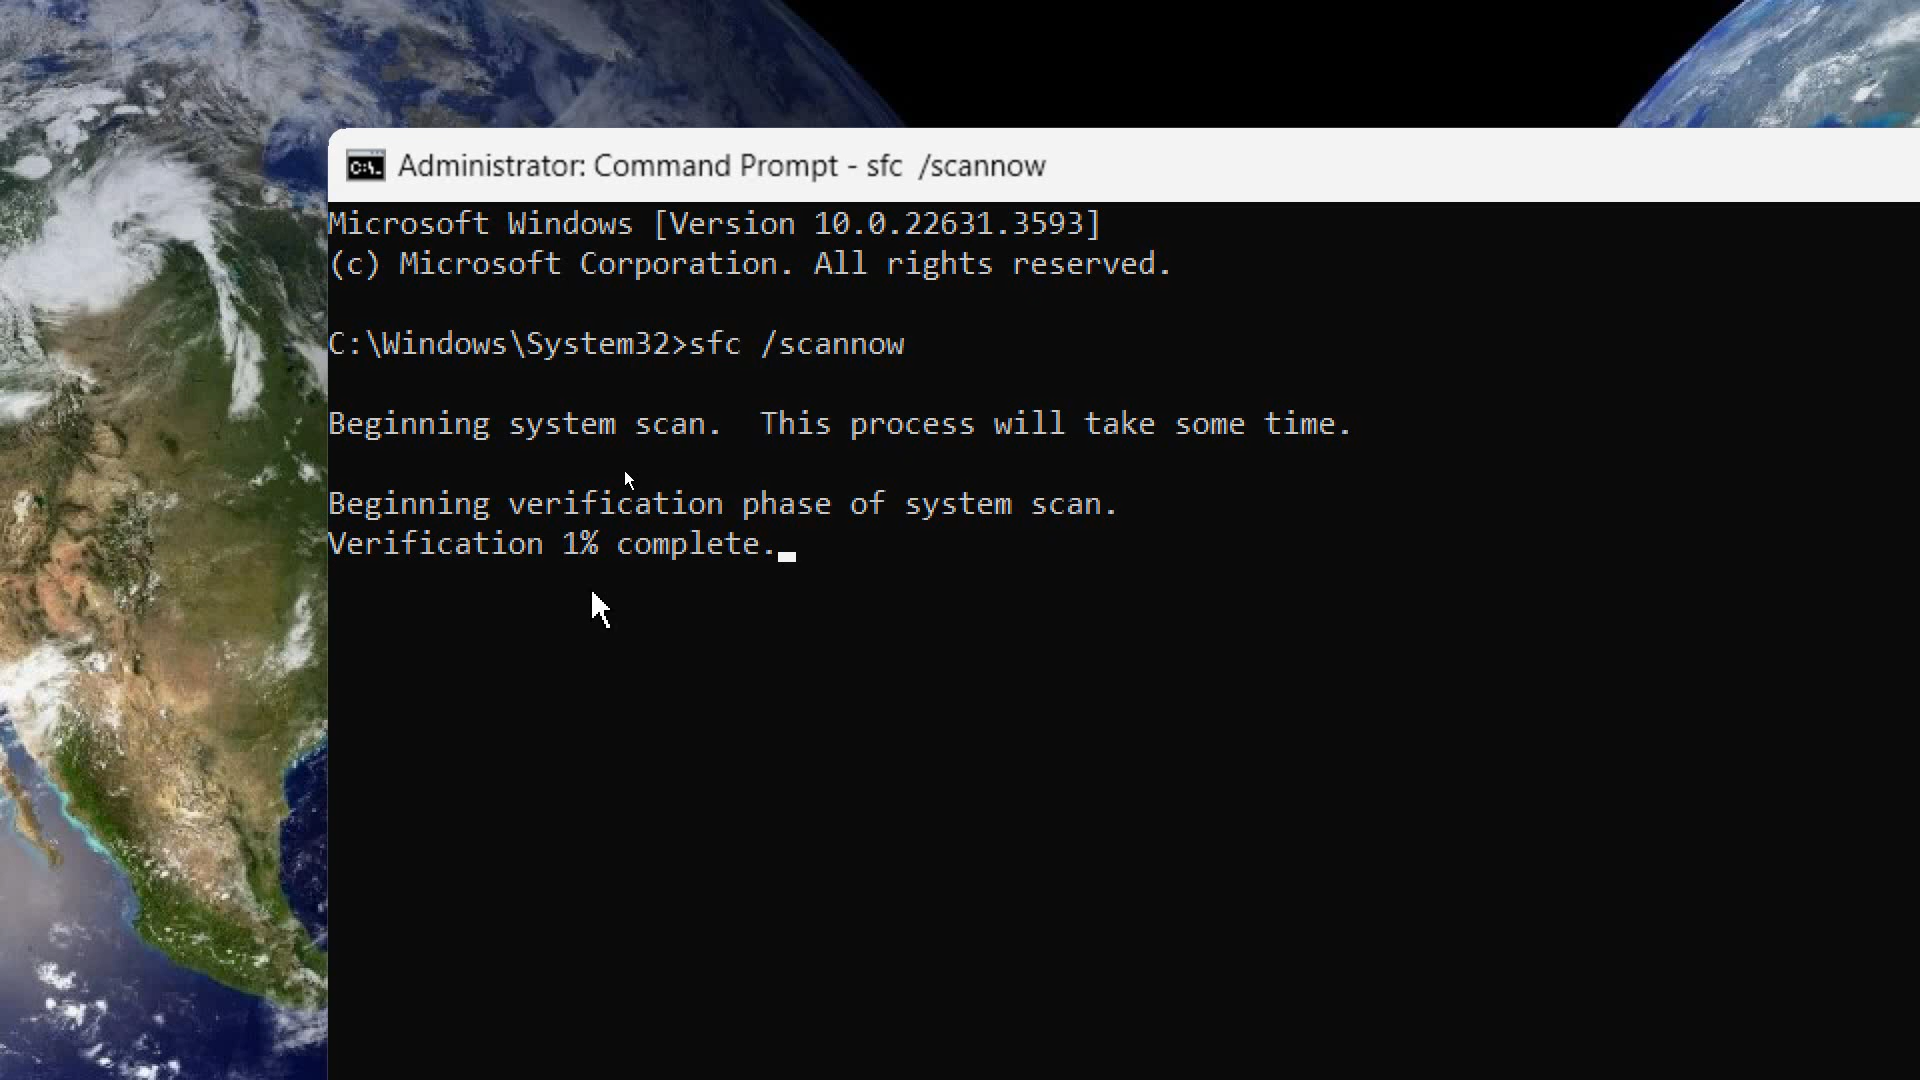 C:\.
Administrator: Command Prompt - sfc  /scannow
Microsoft Windows [Version 10.0.22631.3593]
(c) Microsoft Corporation. All rights reserved.
C:\Windows\System32>sfc /scannow
Beginning system scan.  This process will take some time.
Beginning verification phase of system scan.
Verification 1% complete.